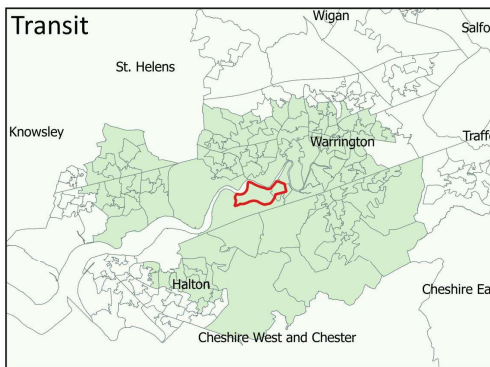 Transit
Wigan
Salfo
St. Helens
Knowsley
Warrington
Traff
Halton
Cheshire Ea
Cheshire West and Chester